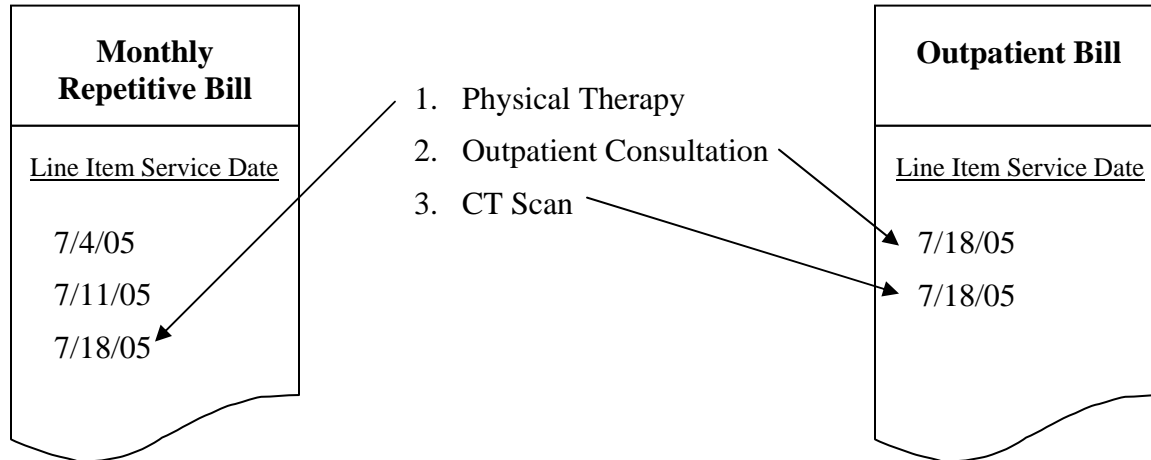 Monthly
Repetitive Bill
Line Item Service Date
7/4/05
7/11/05
7/18/05
1. Physical Therapy
2. Outpatient Consultation
3. CT Scan
Outpatient Bill
Line Item Service Date
7/18/05
7/18/05